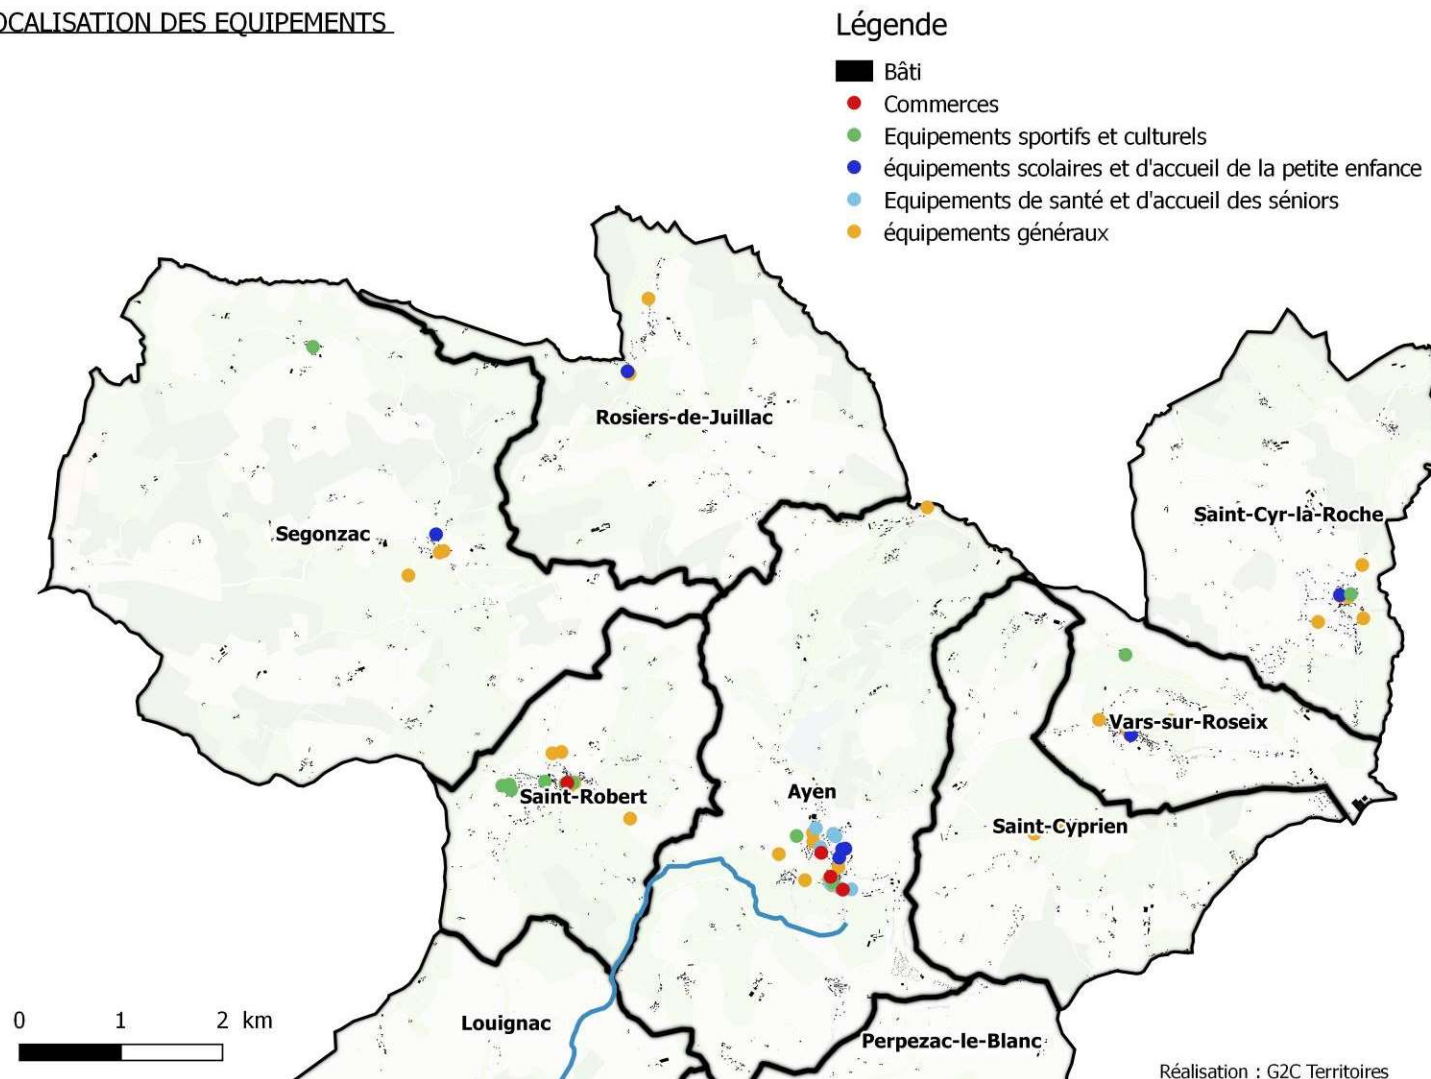 OCALISATION DES EQUIPEMENTS
Légende
Bâti
Commerces
Equipements sportifs et culturels
équipements scolaires et d'accueil de la petite enfance
Equipements de santé et d'accueil des séniors
équipements généraux
Rosiers-de-Juillac
Segonzac
Saint-Cyr-la-Roche
Vars-sur-Roseix
Saint-Robert
Ayen
Saint-Cyprien
Louignac
Perpezac-le-Blanc
0 1 2 km
Réalisation : G2C Territoires